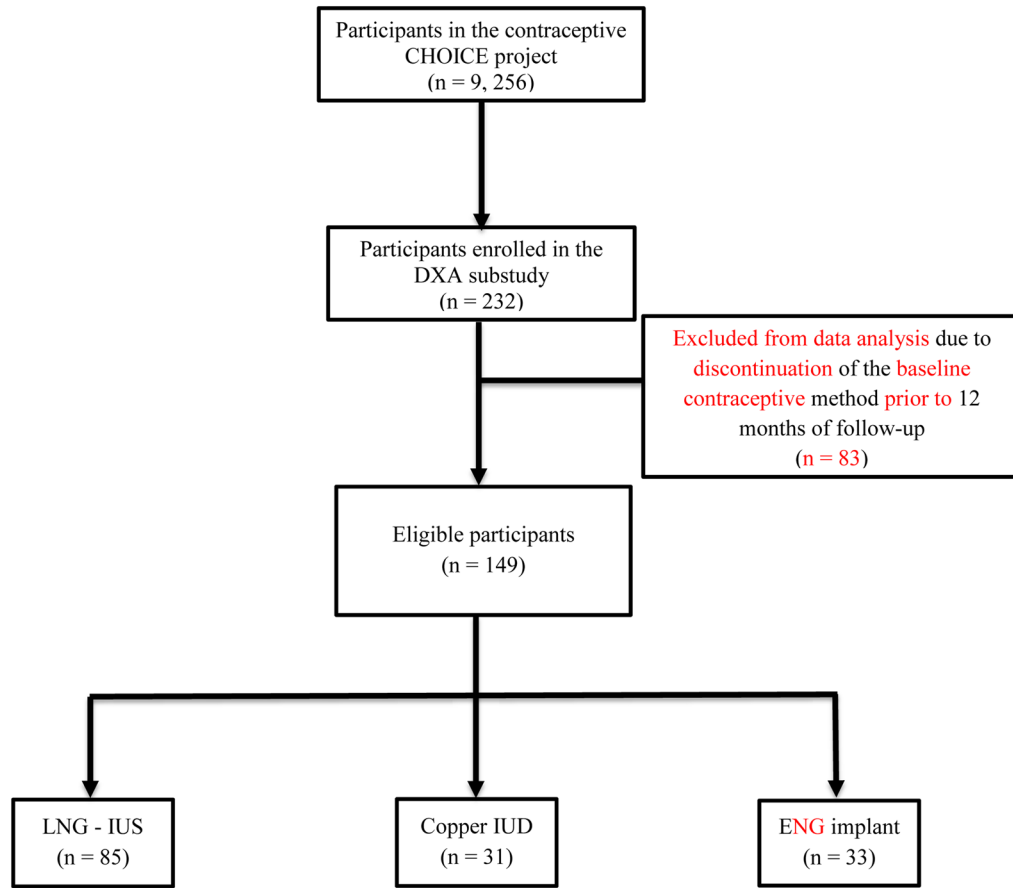 Participants in the contraceptive
CHOICE project
(n = 9, 256)
Participants enrolled in the
DXA substudy
(n = 232)
Excluded from data analysis due to
discontinuation of the baseline
contraceptive method prior to 12
months of follow-up
(n = 83)
Eligible participants
(n = 149)
LNG - IUS
(n = 85)
Copper IUD
(n = 31)
ENG implant
(n = 33)